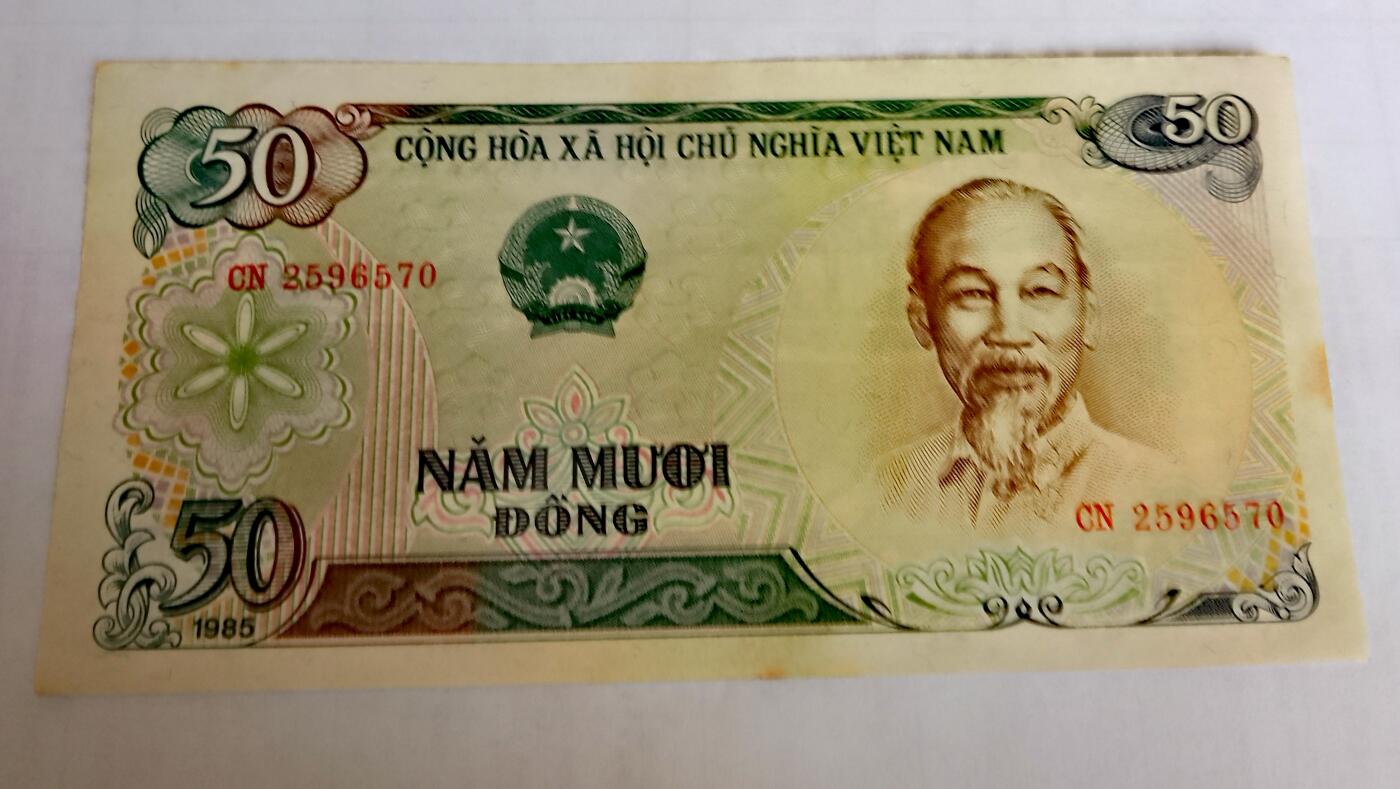 50
50
CỘNG HÒA XÃ HỘI CHỦ NGHĨA VIỆT NAM
CN 2596570
NĂM MƯƠI
ĐỒNG
CN 2596570
50
1985